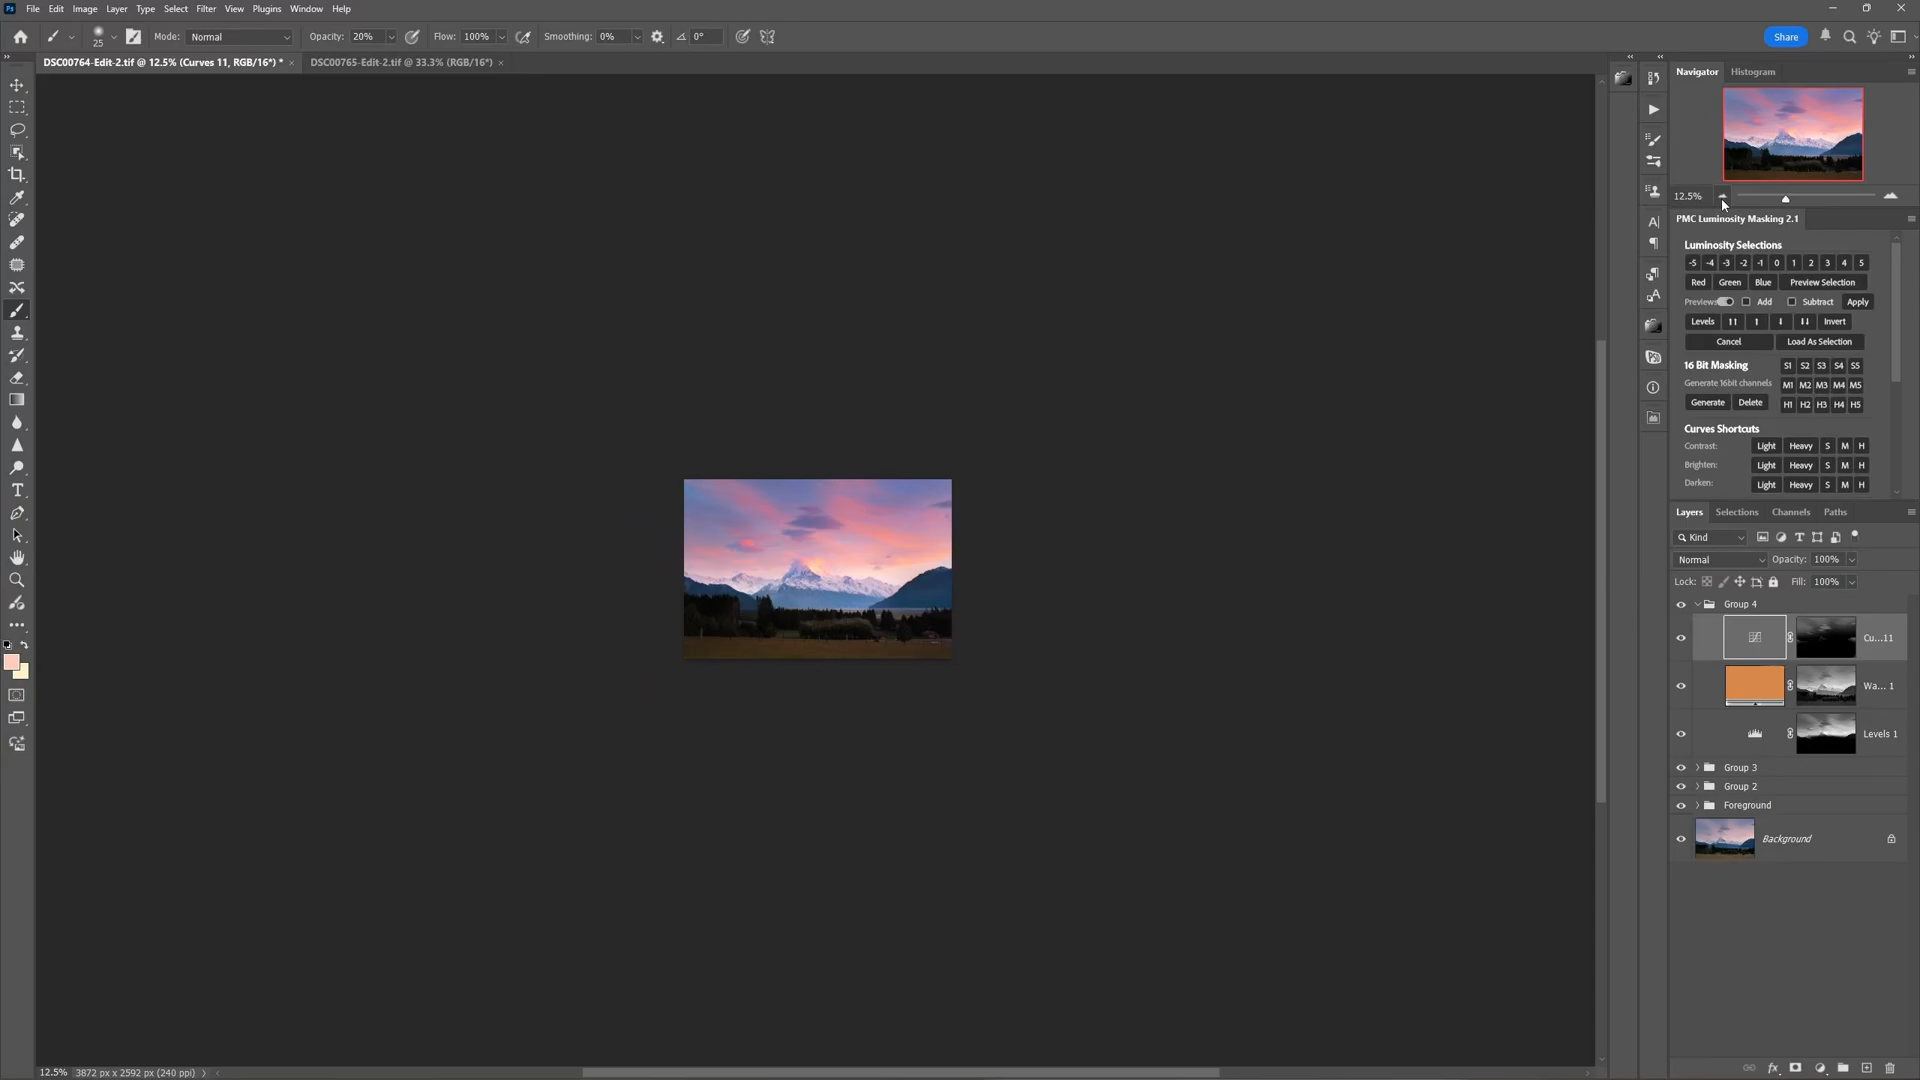 Ps File Edit Image Layer Type Select Filter View Plugins Window Help
25 Mode: Normal Opacity: 20% Flow: 100% Smoothing: 0% 0° Share
DSC00764-Edit-2.tif @ 12.5% (Curves 11, RGB/16*) * × DSC00765-Edit-2.tif @ 33.3% (RGB/16*) ×
Navigator Histogram
12.5%
PMC Luminosity Masking 2.1
Luminosity Selections
-5 -4 -3 -2 -1 0 1 2 3 4 5
Red Green Blue Preview Selection
Previews Add Subtract Apply
Levels Invert
Cancel Load As Selection
16 Bit Masking S1 S2 S3 S4 S5
Generate 16bit channels M1 M2 M3 M4 M5
Generate Delete H1 H2 H3 H4 H5
Curves Shortcuts
Contrast: Light Heavy S M H
Brighten: Light Heavy S M H
Darken: Light Heavy S M H
Layers Selections Channels Paths
Kind
Normal Opacity: 100%
Lock: Fill: 100%
Group 4
Cu...11
Wa... 1
Levels 1
Group 3
Group 2
Foreground
Background
12.5% 3872 px x 2592 px (240 ppi)